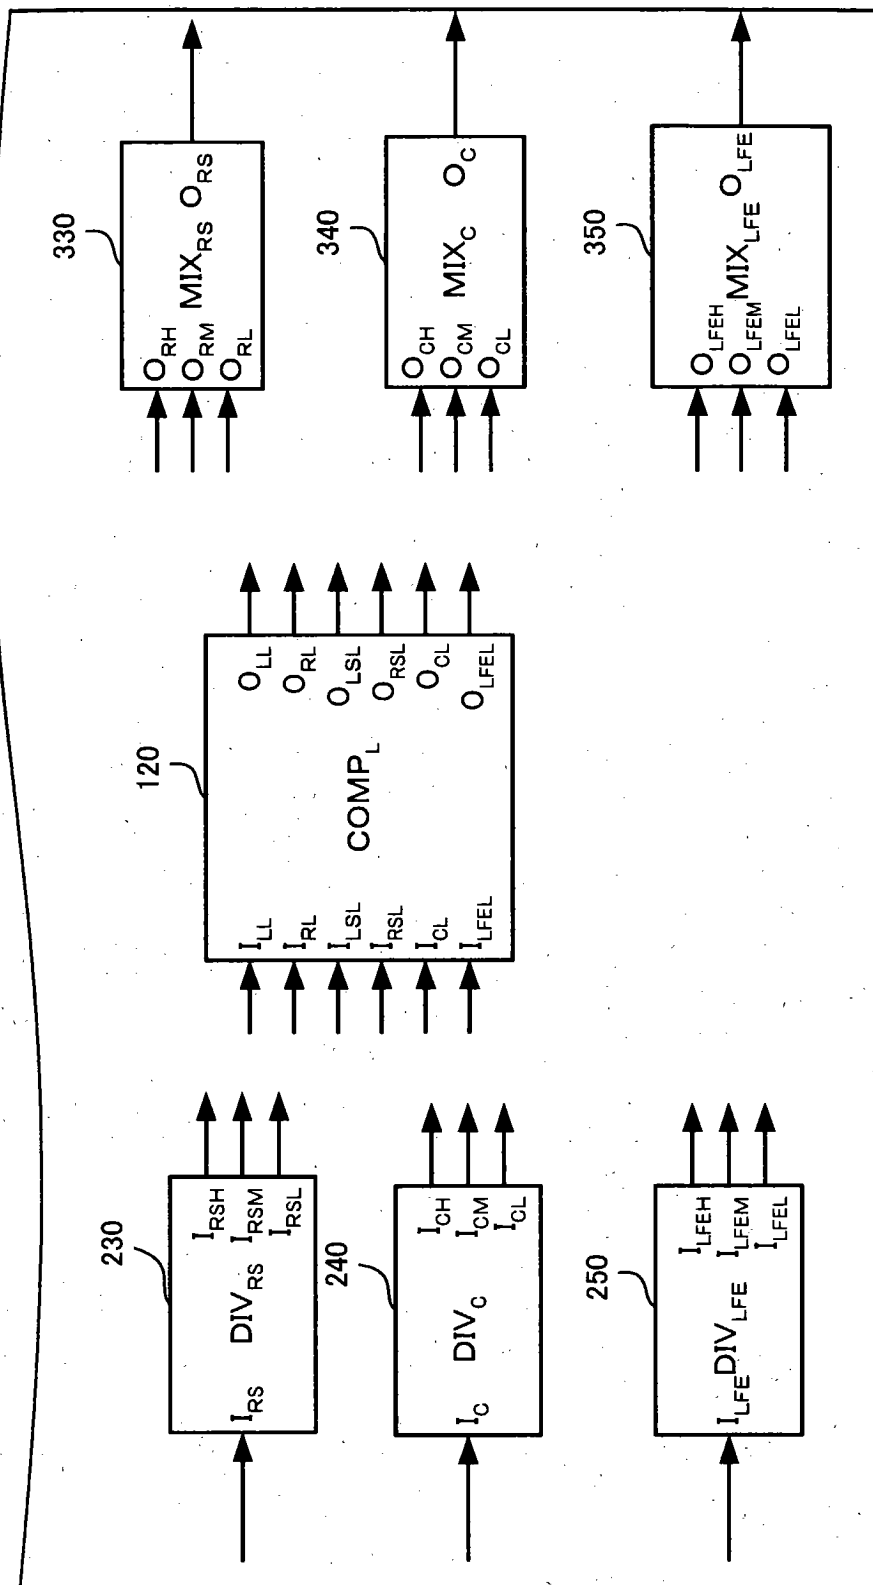 230
I_RS DIV_RS I_RSH
I_RSM
I_RSL
240
I_C DIV_C I_CH
I_CM
I_CL
250
I_LFE DIV_LFE I_LFEH
I_LFEM
I_LFEL
120
COMP_L
I_LL
I_RL
I_LSL
I_RSL
I_CL
I_LFEL
O_LL
O_RL
O_LSL
O_RSL
O_CL
O_LFEL
330
O_RH
O_RM
O_RL
MIX_RS O_RS
340
O_CH
O_CM
O_CL
MIX_C O_C
350
O_LFEH
O_LFEM
O_LFEL
MIX_LFE O_LFE